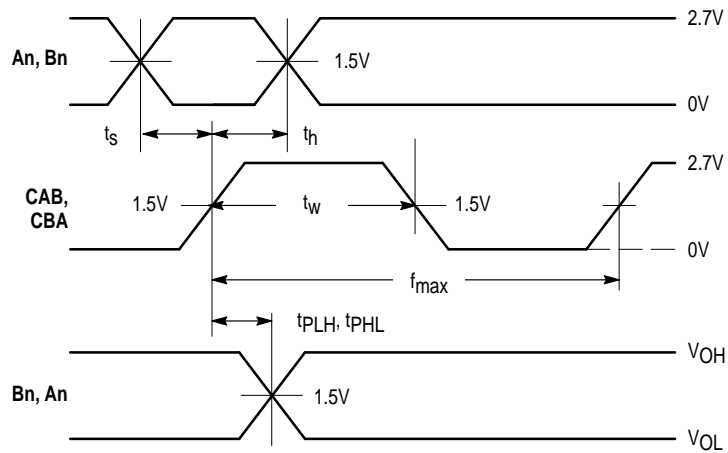 2.7V
An, Bn
1.5V
0V
ts
th
2.7V
CAB,
CBA
1.5V
tw
1.5V
0V
fmax
tPLH, tPHL
VOH
Bn, An
1.5V
VOL